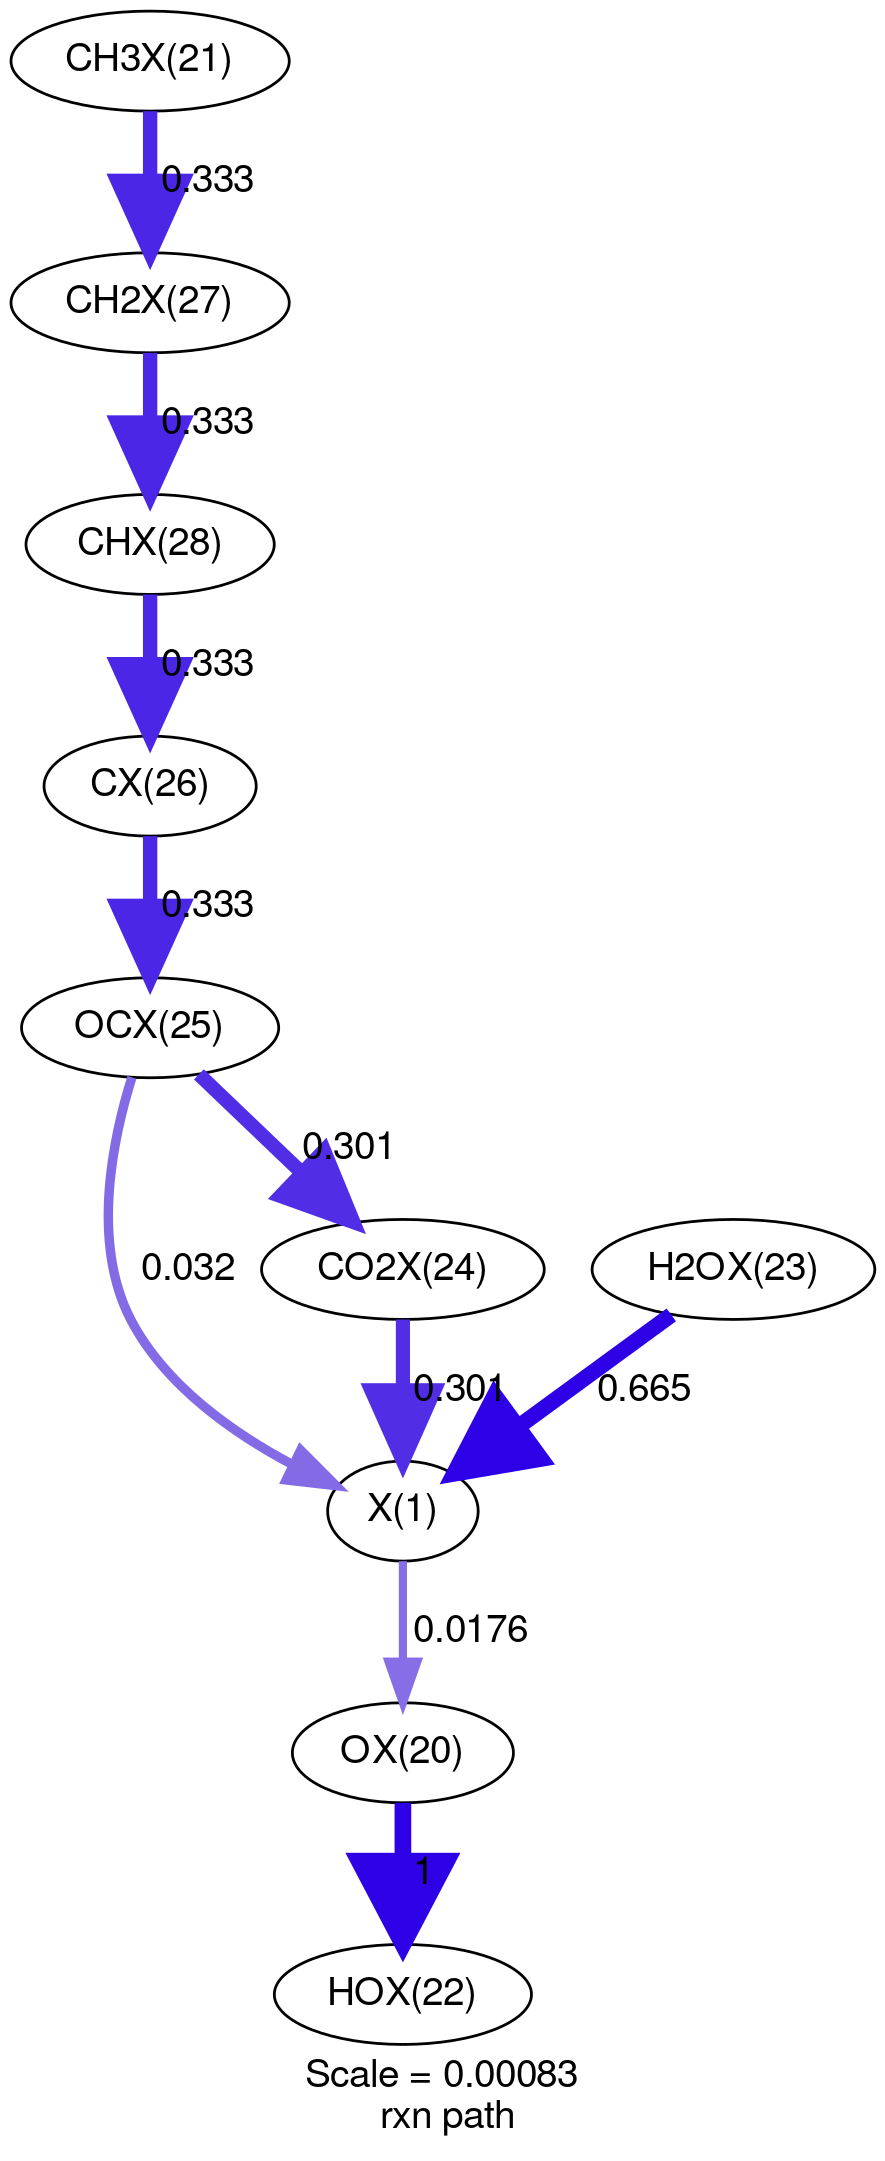 CH3X(21)
0.333
CH2X(27)
0.333
CHX(28)
0.333
CX(26)
0.333
OCX(25)
0.301
0.032
CO2X(24)
H2OX(23)
0.301
0.665
X(1)
0.0176
OX(20)
1
HOX(22)
Scale = 0.00083
rxn path